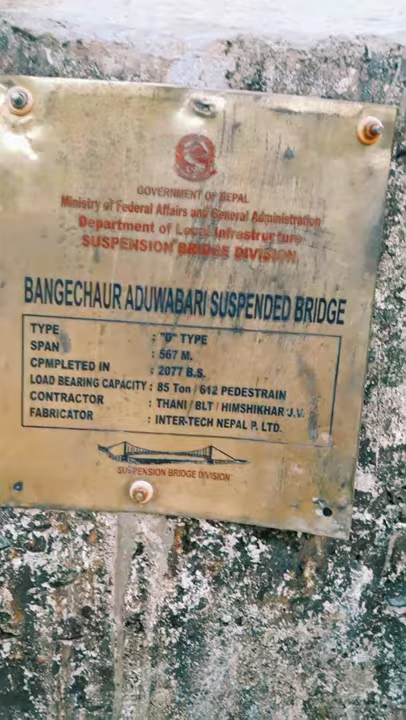 GOVERNMENT OF NEPAL
Ministry of Federal Affairs and General Administration
Department of Local Infrastructure
SUSPENSION BRIDGE DIVISION
BANGECHAUR ADUWABARI SUSPENDED BRIDGE
TYPE : "D" TYPE
SPAN : 567 M.
CPMPLETED IN : 2077 B.S.
LOAD BEARING CAPACITY : 85 Ton / 612 PEDESTRAIN
CONTRACTOR : THANI / BLT / HIMSHIKHAR J.V.
FABRICATOR : INTER-TECH NEPAL P. LTD.
SUSPENSION BRIDGE DIVISION